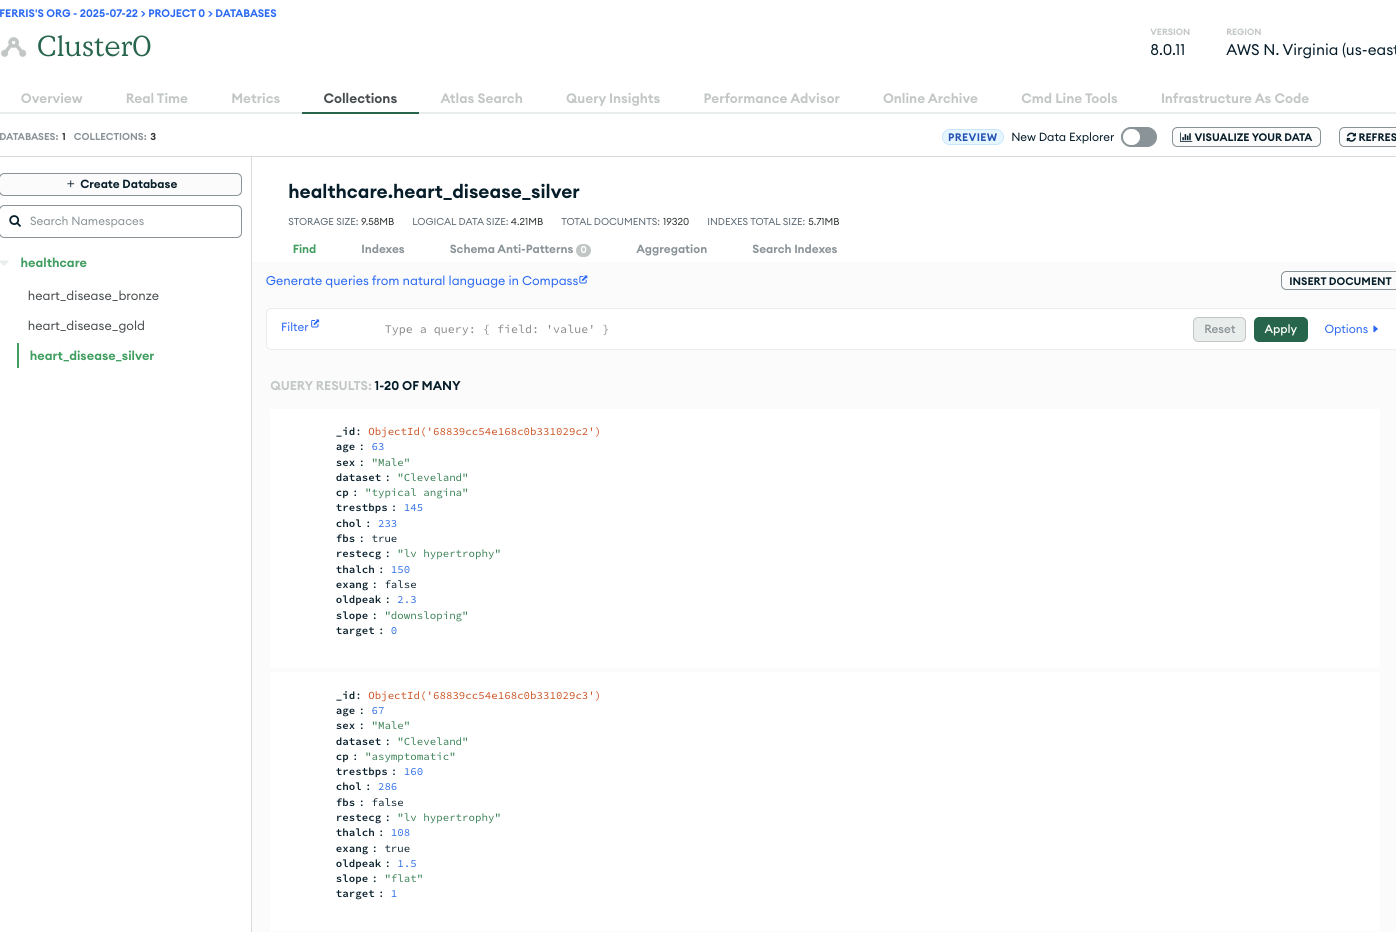 FERRIS'S ORG - 2025-07-22 > PROJECT 0 > DATABASES
Cluster0
VERSION
8.0.11
REGION
AWS N. Virginia (us-east
Overview Real Time Metrics Collections Atlas Search Query Insights Performance Advisor Online Archive Cmd Line Tools Infrastructure As Code
DATABASES: 1 COLLECTIONS: 3
PREVIEW New Data Explorer VISUALIZE YOUR DATA REFRES
+ Create Database
Search Namespaces
healthcare
heart_disease_bronze
heart_disease_gold
heart_disease_silver
healthcare.heart_disease_silver
STORAGE SIZE: 9.58MB LOGICAL DATA SIZE: 4.21MB TOTAL DOCUMENTS: 19320 INDEXES TOTAL SIZE: 5.71MB
Find Indexes Schema Anti-Patterns 0 Aggregation Search Indexes
Generate queries from natural language in Compass
INSERT DOCUMENT
Filter Type a query: { field: 'value' } Reset Apply Options
QUERY RESULTS: 1-20 OF MANY
_id: ObjectId('68839cc54e168c0b331029c2')
age : 63
sex : "Male"
dataset : "Cleveland"
cp : "typical angina"
trestbps : 145
chol : 233
fbs : true
restecg : "lv hypertrophy"
thalch : 150
exang : false
oldpeak : 2.3
slope : "downsloping"
target : 0
_id: ObjectId('68839cc54e168c0b331029c3')
age : 67
sex : "Male"
dataset : "Cleveland"
cp : "asymptomatic"
trestbps : 160
chol : 286
fbs : false
restecg : "lv hypertrophy"
thalch : 108
exang : true
oldpeak : 1.5
slope : "flat"
target : 1